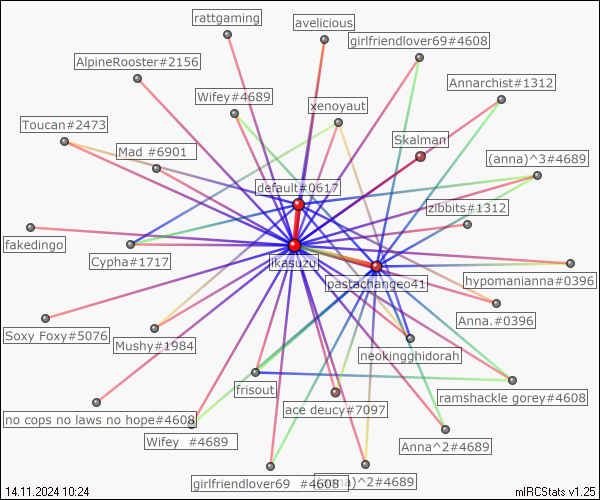 rattgaming
avelicious
girlfriendlover69#4608
AlpineRooster#2156
Annarchist#1312
Wifey#4689
xenoyaut
Toucan#2473
Skalman
Mad #6901
(anna)^3#4689
default#0617
zibbits#1312
fakedingo
Cypha#1717
ikasuzu
pastachangeo41
hypomanianna#0396
Anna.#0396
Soxy Foxy#5076
Mushy#1984
neokingghidorah
frisout
ramshackle gorey#4608
no cops no laws no hope#4608
ace deucy#7097
Wifey #4689
Anna^2#4689
girlfriendlover69 #4608
)^2#4689
14.11.2024 10:24
mIRCStats v1.25